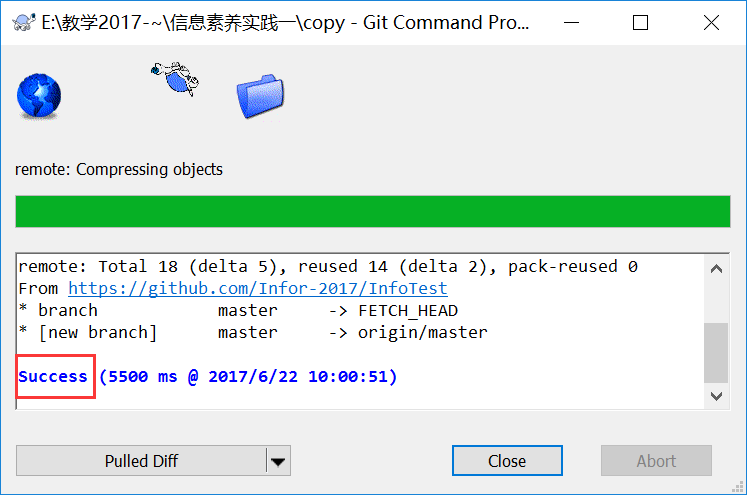 E:\教学2017-~\信息素养实践一\copy - Git Command Pro...
remote: Compressing objects
remote: Total 18 (delta 5), reused 14 (delta 2), pack-reused 0
From https://github.com/Infor-2017/InfoTest
* branch            master     -> FETCH_HEAD
* [new branch]      master     -> origin/master
Success (5500 ms @ 2017/6/22 10:00:51)
Pulled Diff
Close
Abort